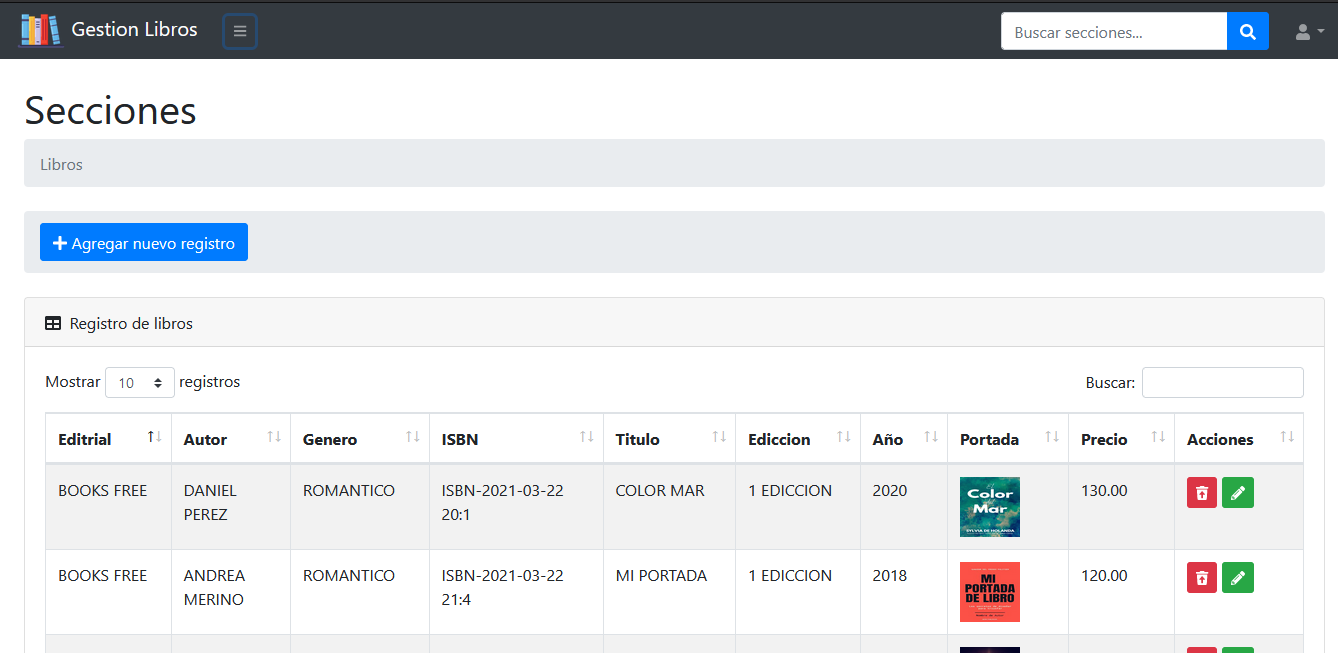 Gestion Libros
Buscar secciones...
Secciones
Libros
Agregar nuevo registro
Registro de libros
Mostrar 10 registros Buscar:
Editrial Autor Genero ISBN Titulo Ediccion Año Portada Precio Acciones
BOOKS FREE DANIEL PEREZ ROMANTICO ISBN-2021-03-22 20:1 COLOR MAR 1 EDICCION 2020 130.00
Color
Mar
SYLVIA DE HOLANDA
BOOKS FREE ANDREA MERINO ROMANTICO ISBN-2021-03-22 21:4 MI PORTADA 1 EDICCION 2018 120.00
MI
PORTADA
DE LIBRO